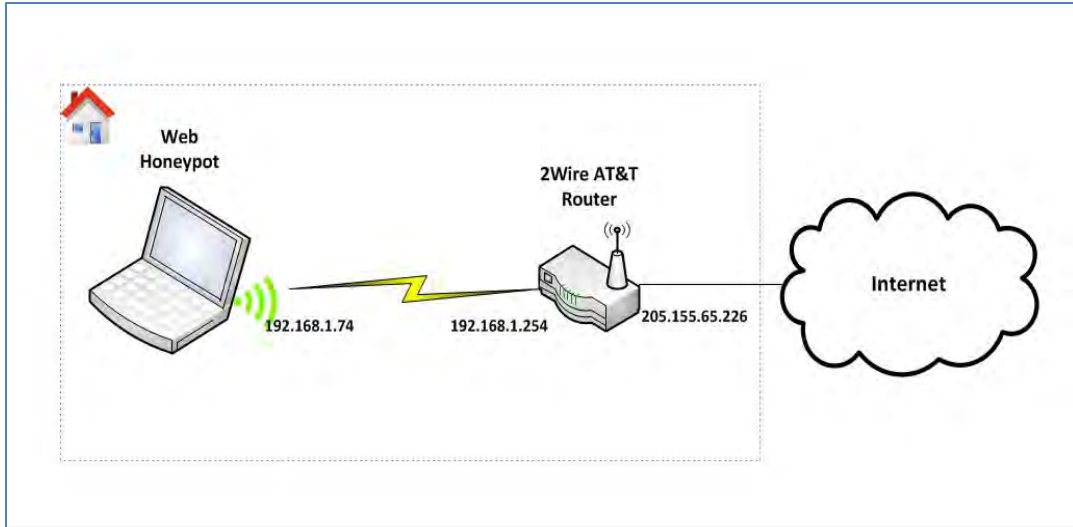 Web
Honeypot
2Wire AT&T
Router
Internet
192.168.1.74
192.168.1.254
205.155.65.226